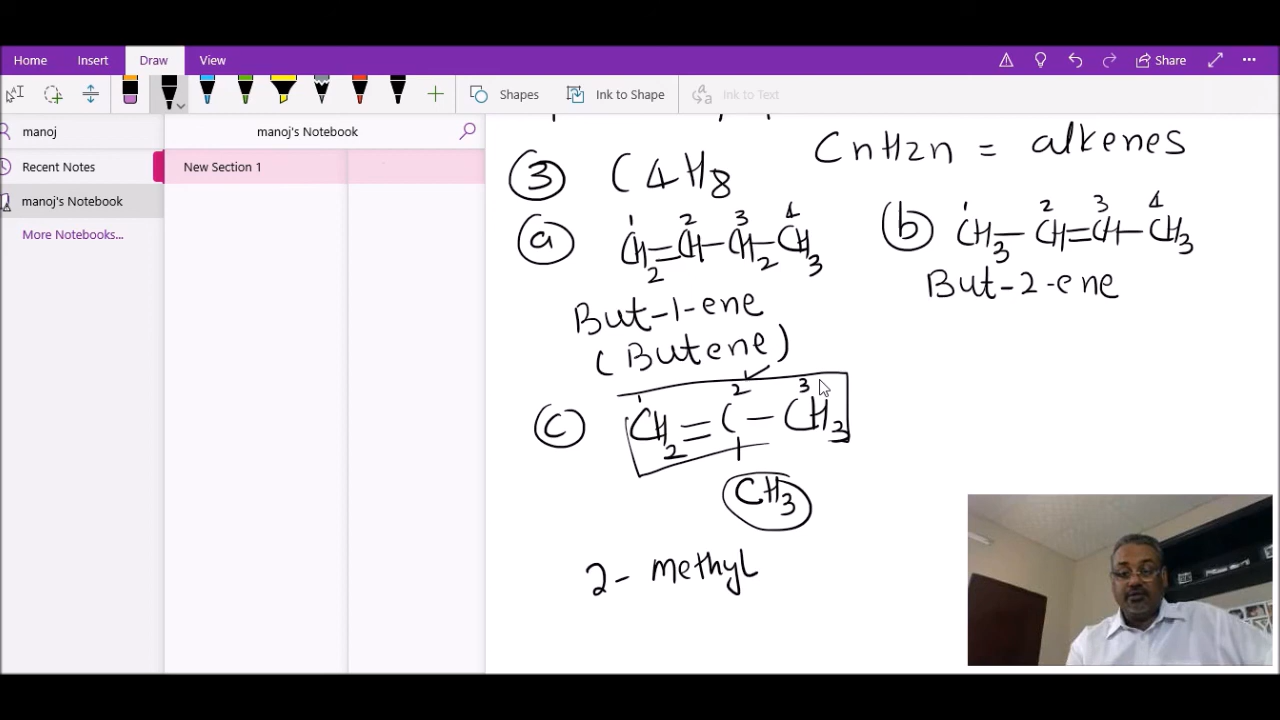 Home Insert Draw View
Share
Shapes Ink to Shape Ink to Text
manoj
manoj's Notebook
Recent Notes
New Section 1
manoj's Notebook
More Notebooks...
③ C4H8
CnH2n = alkenes
ⓐ CH2=CH-CH2-CH3
1 2 3 4
But-1-ene
(Butene)
ⓑ CH3-CH=CH-CH3
1 2 3 4
But-2-ene
ⓒ CH2=C-CH3
1 2 3
CH3
2- methyl